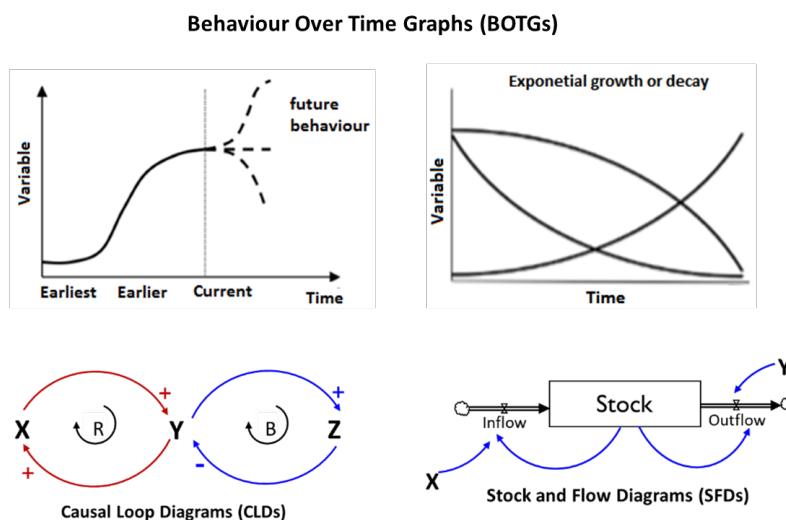 Behaviour Over Time Graphs (BOTGs)
future
behaviour
Variable
Earliest Earlier Current Time
Exponetial growth or decay
Variable
Time
+ +
X R Y B Z
+ -
Causal Loop Diagrams (CLDs)
Y
Stock
Inflow Outflow
X
Stock and Flow Diagrams (SFDs)